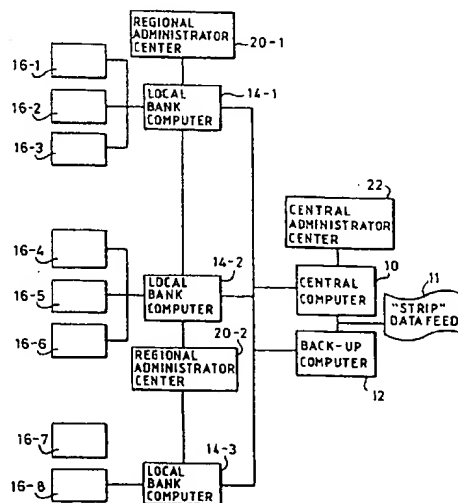 REGIONAL
ADMINISTRATOR
CENTER
20-1
16-1
16-2
16-3
LOCAL
BANK
COMPUTER
14-1
22
CENTRAL
ADMINISTRATOR
CENTER
10
CENTRAL
COMPUTER
11
"STRIP"
DATA FEED
BACK-UP
COMPUTER
12
16-4
16-5
16-6
14-2
LOCAL
BANK
COMPUTER
20-2
REGIONAL
ADMINISTRATOR
CENTER
16-7
16-8
14-3
LOCAL
BANK
COMPUTER